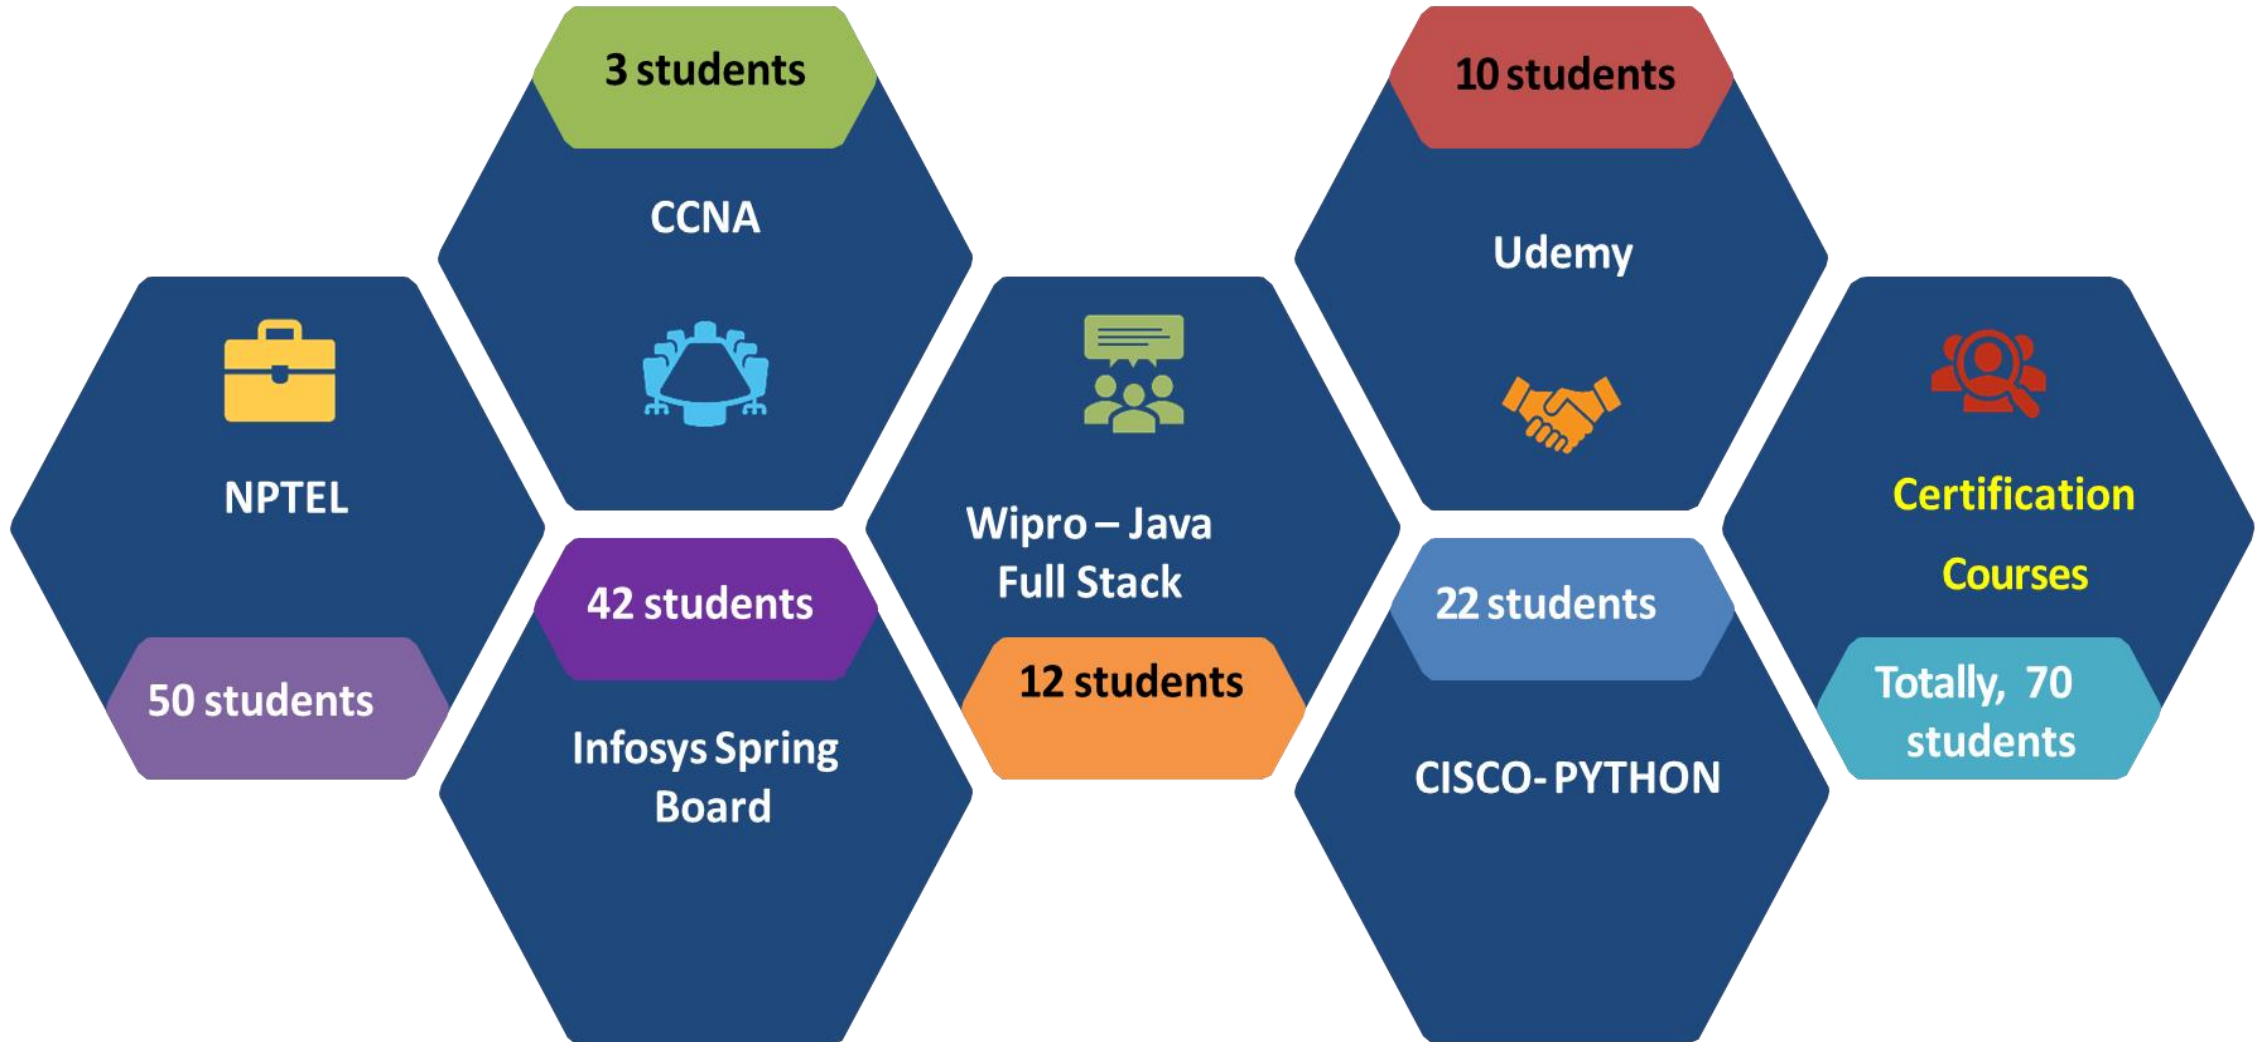 3 students
CCNA
10 students
Udemy
NPTEL
50 students
42 students
Infosys Spring
Board
Wipro – Java
Full Stack
12 students
22 students
CISCO- PYTHON
Certification
Courses
Totally, 70
students